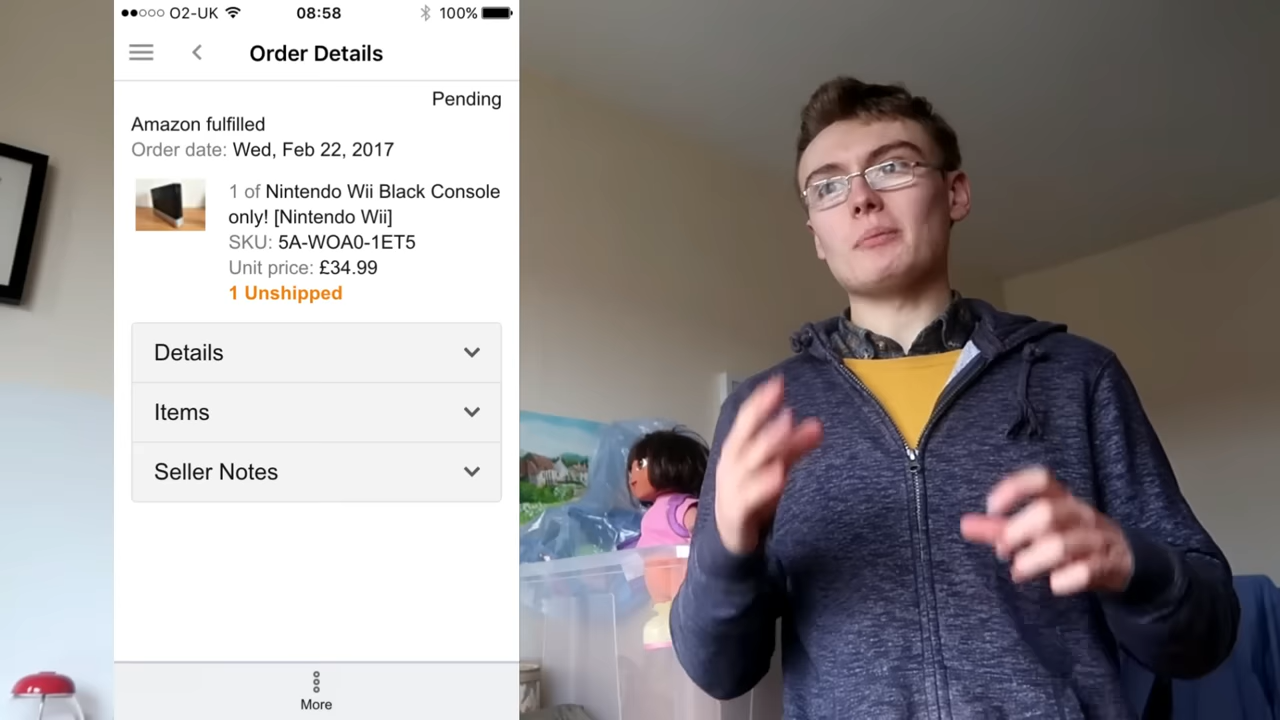 O2-UK 08:58 100%
Order Details
Pending
Amazon fulfilled
Order date: Wed, Feb 22, 2017
1 of Nintendo Wii Black Console
only! [Nintendo Wii]
SKU: 5A-WOA0-1ET5
Unit price: £34.99
1 Unshipped
Details
Items
Seller Notes
More